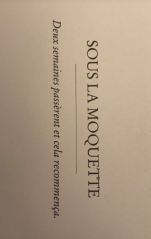 SOUS LA MOQUETTE
Deux semaines passèrent et cela recommença.